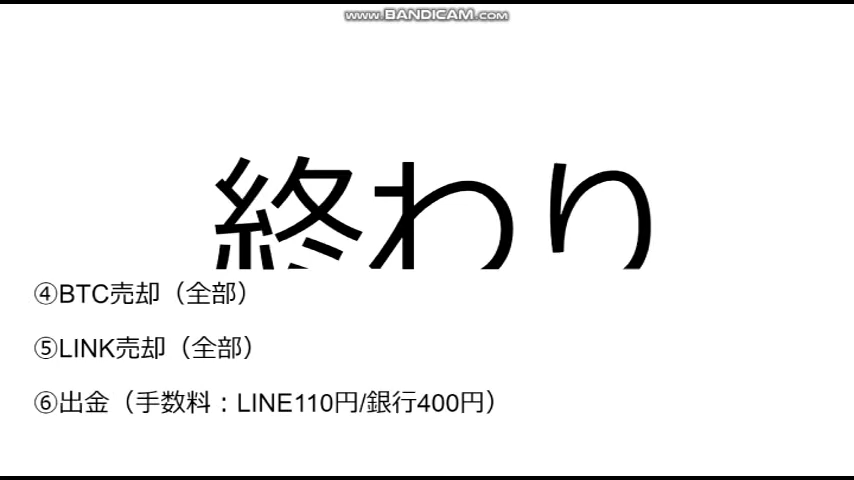 www.BANDICAM.com
終わり
④BTC売却（全部）
⑤LINK売却（全部）
⑥出金（手数料：LINE110円/銀行400円）